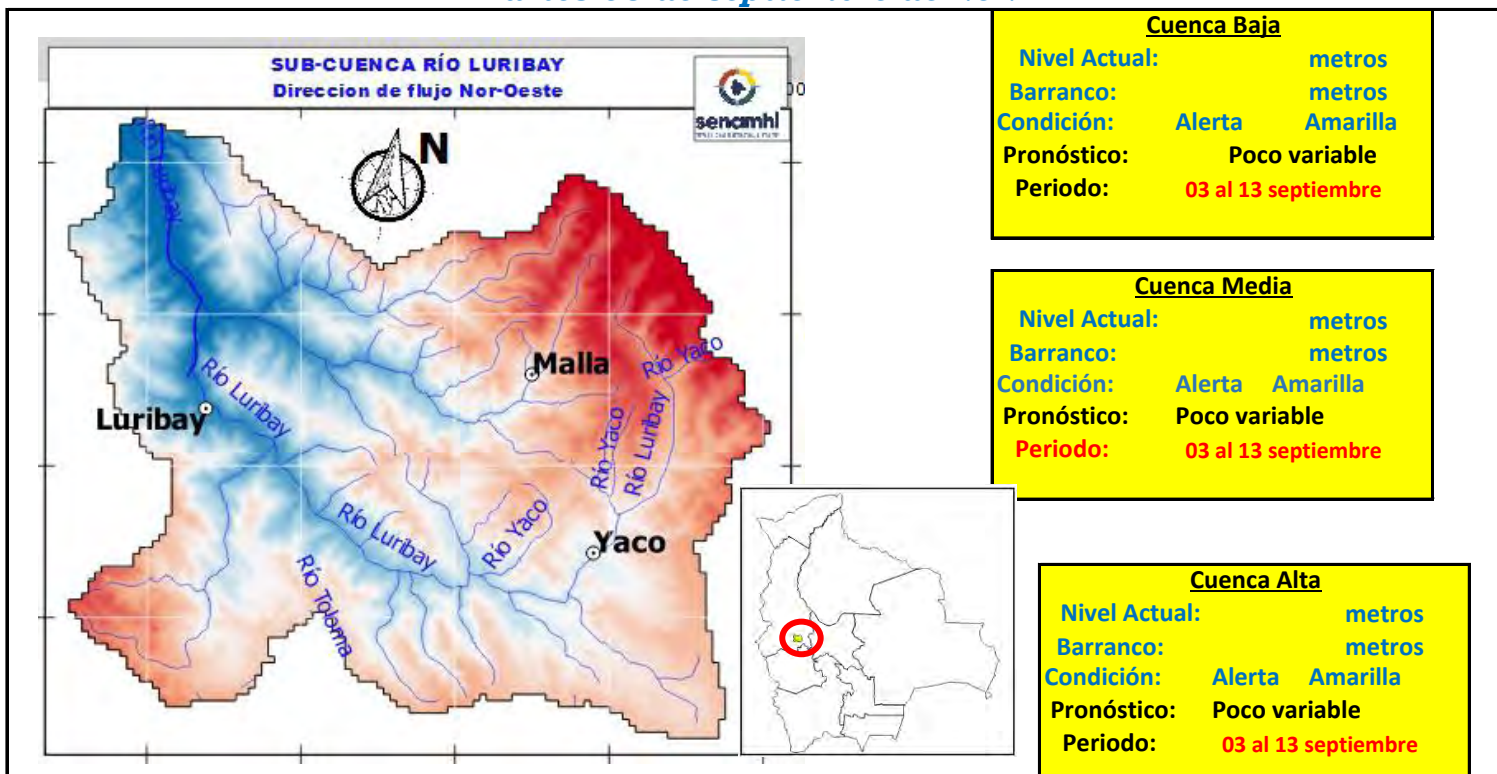 SUB-CUENCA RÍO LURIBAY
Direccion de flujo Nor-Oeste
senamhi
00
N
Río Luribay
Malla
Río Yaco
Luribay
Río Luribay
Río Yaco
Río Luribay
Río Luribay
Río Yaco
Yaco
Río Tolama
Cuenca Baja
Nivel Actual: metros
Barranco: metros
Condición: Alerta Amarilla
Pronóstico: Poco variable
Periodo: 03 al 13 septiembre
Cuenca Media
Nivel Actual: metros
Barranco: metros
Condición: Alerta Amarilla
Pronóstico: Poco variable
Periodo: 03 al 13 septiembre
Cuenca Alta
Nivel Actual: metros
Barranco: metros
Condición: Alerta Amarilla
Pronóstico: Poco variable
Periodo: 03 al 13 septiembre